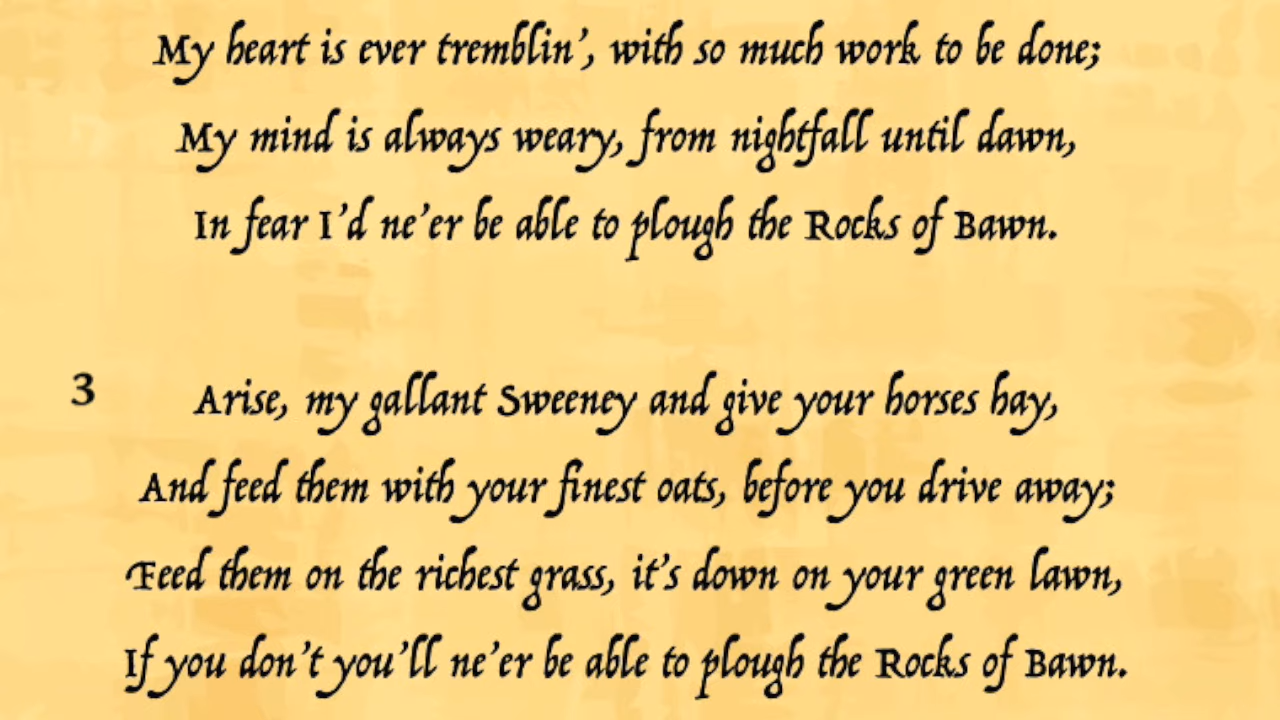 My heart is ever tremblin’, with so much work to be done;
My mind is always weary, from nightfall until dawn,
In fear I’d ne’er be able to plough the Rocks of Bawn.
3 Arise, my gallant Sweeney and give your horses hay,
And feed them with your finest oats, before you drive away;
Feed them on the richest grass, it’s down on your green lawn,
If you don’t you’ll ne’er be able to plough the Rocks of Bawn.